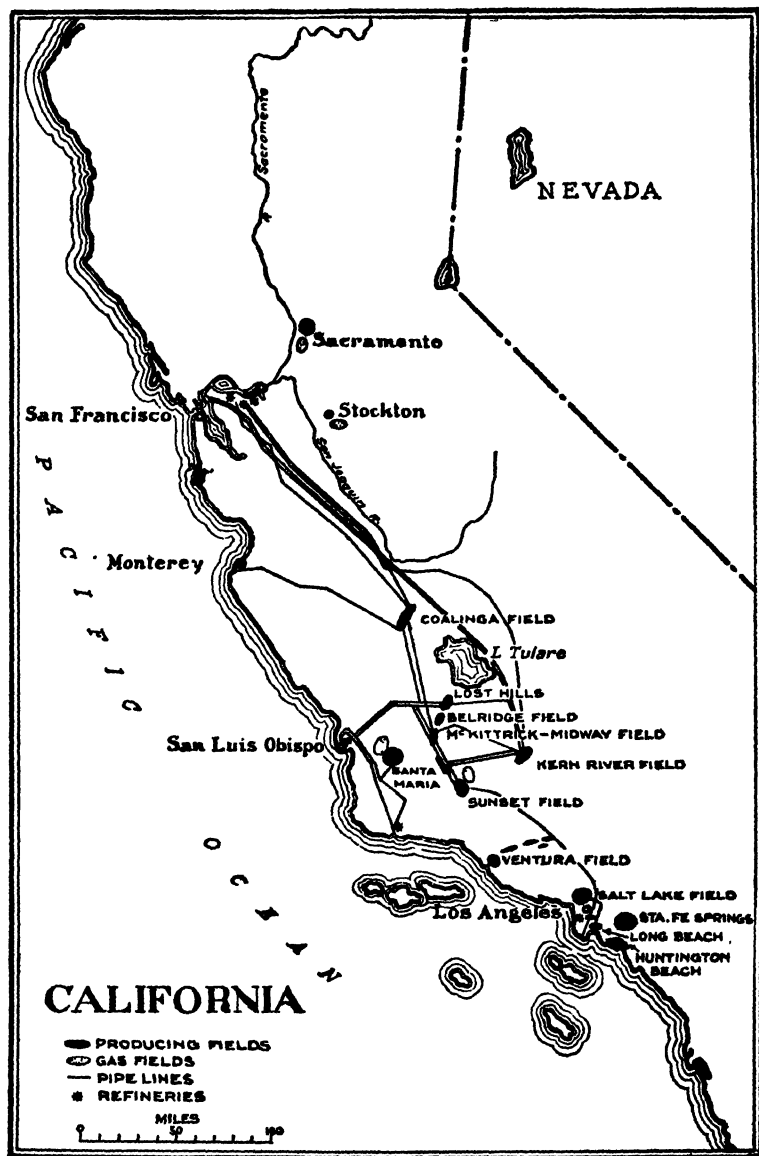 Sacramento
R
NEVADA
Sacramento
San Francisco
Stockton
San Joaquin R.
PACIFIC
Monterey
COALINGA FIELD
L Tulare
LOST HILLS
BELRIDGE FIELD
San Luis Obispo
McKITTRICK-MIDWAY FIELD
KERN RIVER FIELD
SANTA
MARIA
SUNSET FIELD
OCEAN
VENTURA FIELD
SALT LAKE FIELD
Los Angeles
STA. FE SPRINGS
LONG BEACH
HUNTINGTON
BEACH
CALIFORNIA
PRODUCING FIELDS
GAS FIELDS
PIPE LINES
REFINERIES
MILES
0 50 100